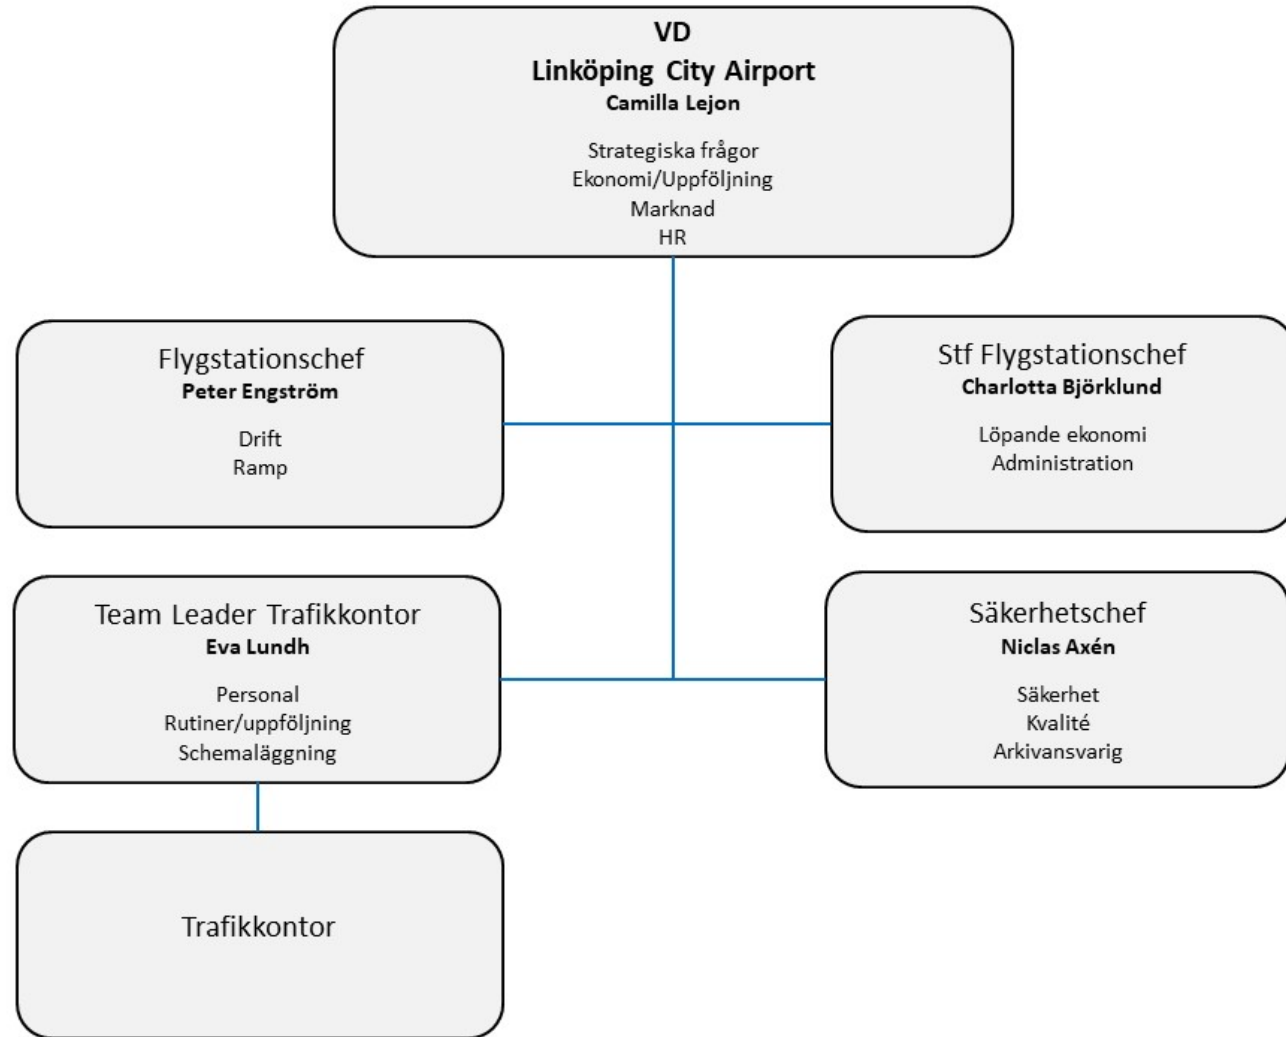 VD
Linköping City Airport
Camilla Lejon
Strategiska frågor
Ekonomi/Uppföljning
Marknad
HR
Flygstationschef
Peter Engström
Drift
Ramp
Stf Flygstationschef
Charlotta Björklund
Löpande ekonomi
Administration
Team Leader Trafikkontor
Eva Lundh
Personal
Rutiner/uppföljning
Schemaläggning
Säkerhetschef
Niclas Axén
Säkerhet
Kvalité
Arkivansvarig
Trafikkontor